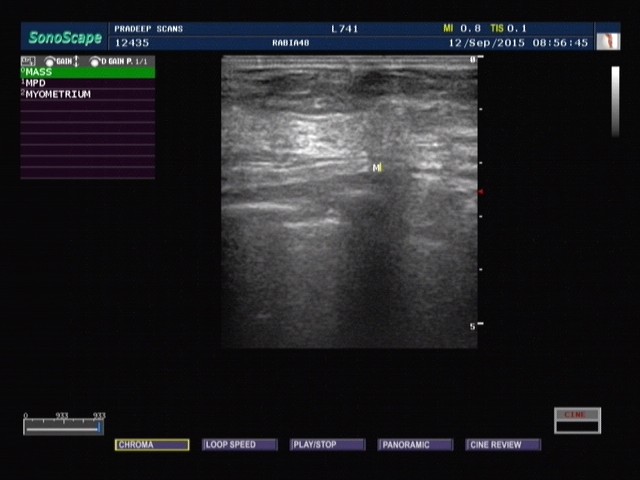 SonoScape
PRADEEP SCANS L741 MI 0.8 TIS 0.1
12435 RABIA48 12/Sep/2015 08:56:45
GAIN D GAIN P. 1/1
MASS
MPD
MYOMETRIUM
0
M
5
0 933 933
CINE
CHROMA LOOP SPEED PLAY/STOP PANORAMIC CINE REVIEW